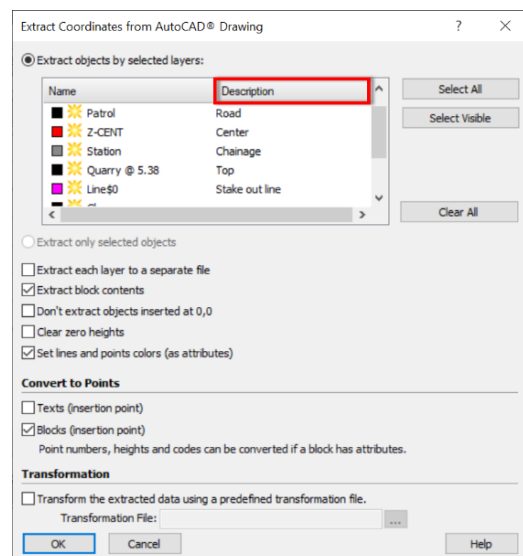 Extract Coordinates from AutoCAD® Drawing ? ×
Extract objects by selected layers:
Name Description
Select All
Patrol Road
Z-CENT Center
Select Visible
Station Chainage
Quarry @ 5.38 Top
Line$0 Stake out line
Clear All
Extract only selected objects
Extract each layer to a separate file
Extract block contents
Don't extract objects inserted at 0,0
Clear zero heights
Set lines and points colors (as attributes)
Convert to Points
Texts (insertion point)
Blocks (insertion point)
Point numbers, heights and codes can be converted if a block has attributes.
Transformation
Transform the extracted data using a predefined transformation file.
Transformation File: ...
OK Cancel Help